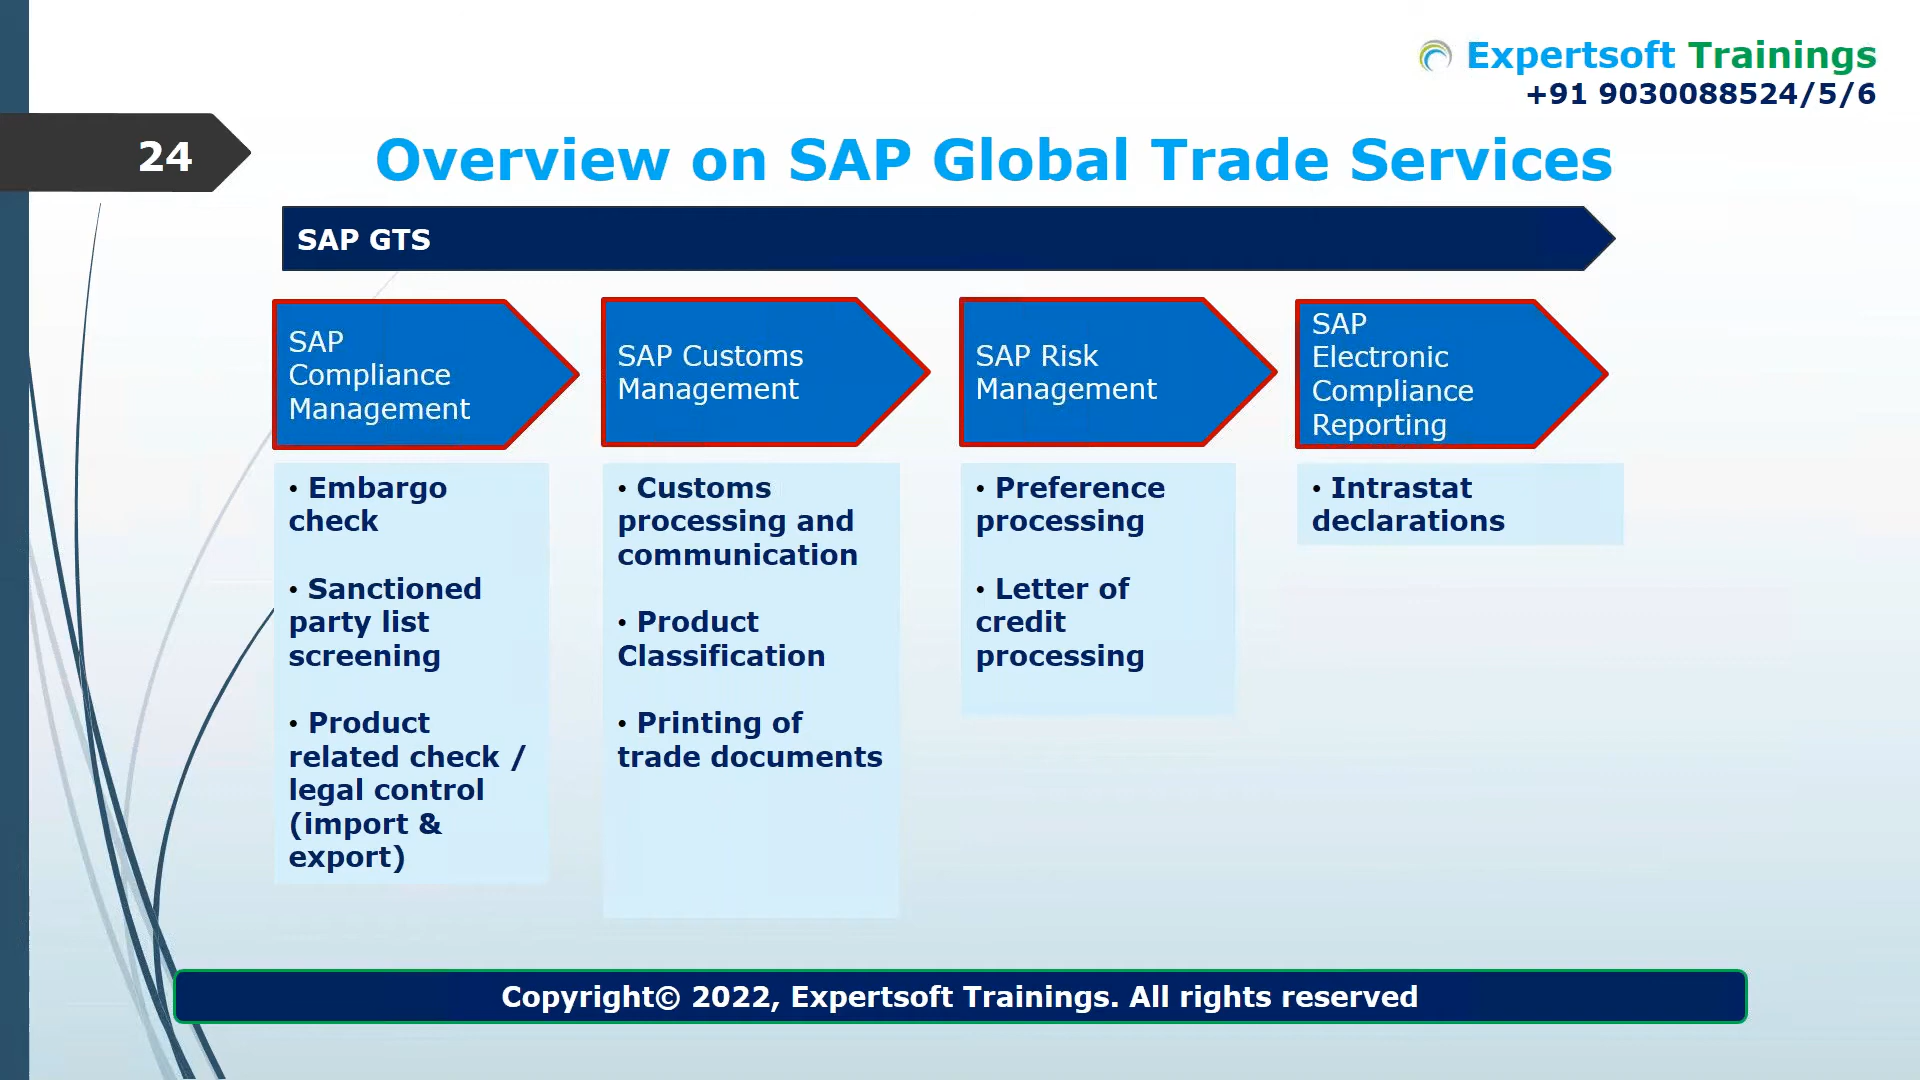 Expertsoft Trainings
+91 9030088524/5/6
24
Overview on SAP Global Trade Services
SAP GTS
SAP
Compliance
Management
• Embargo
check
• Sanctioned
party list
screening
• Product
related check /
legal control
(import &
export)
SAP Customs
Management
• Customs
processing and
communication
• Product
Classification
• Printing of
trade documents
SAP Risk
Management
• Preference
processing
• Letter of
credit
processing
SAP
Electronic
Compliance
Reporting
• Intrastat
declarations
Copyright© 2022, Expertsoft Trainings. All rights reserved